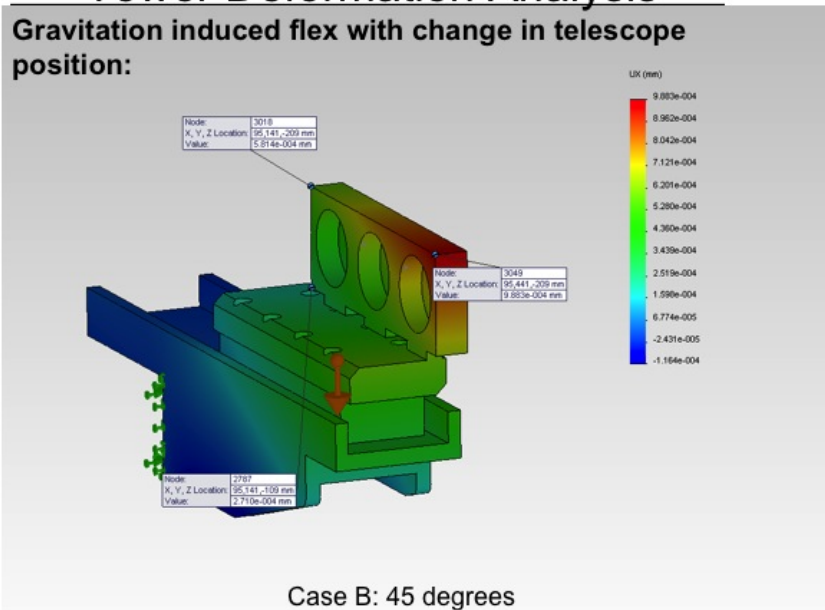 Tower Deformation Analysis
Gravitation induced flex with change in telescope
position:
UX (mm)
9.883e-004
8.962e-004
8.042e-004
7.121e-004
6.201e-004
5.280e-004
4.360e-004
3.439e-004
2.519e-004
1.598e-004
6.774e-005
-2.431e-005
-1.164e-004
Node: 3018
X, Y, Z Location: 95,141,-209 mm
Value: 5.814e-004 mm
Node: 3049
X, Y, Z Location: 95,441,-209 mm
Value: 9.883e-004 mm
Node: 2787
X, Y, Z Location: 95,141,-109 mm
Value: 2.710e-004 mm
Case B: 45 degrees